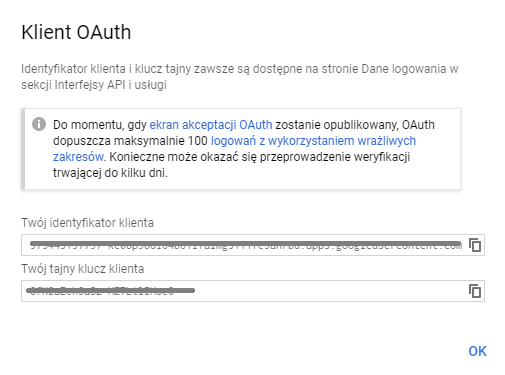 Klient OAuth
Identyfikator klienta i klucz tajny zawsze są dostępne na stronie Dane logowania w
sekcji Interfejsy API i usługi
Do momentu, gdy ekran akceptacji OAuth zostanie opublikowany, OAuth
dopuszcza maksymalnie 100 logowań z wykorzystaniem wrażliwych
zakresów. Konieczne może okazać się przeprowadzenie weryfikacji
trwającej do kilku dni.
Twój identyfikator klienta
Twój tajny klucz klienta
OK